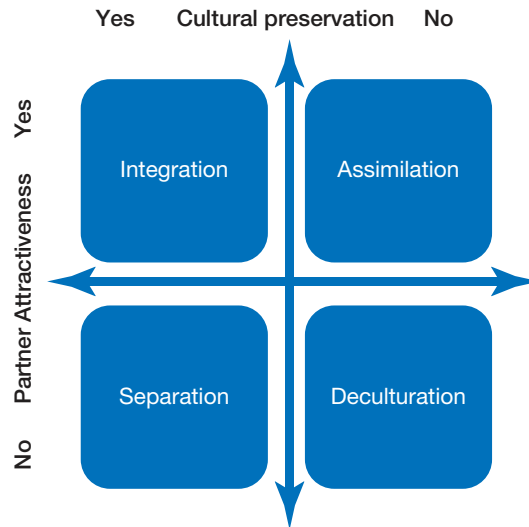 Yes Cultural preservation No
Yes
Partner Attractiveness
No
Integration Assimilation
Separation Deculturation